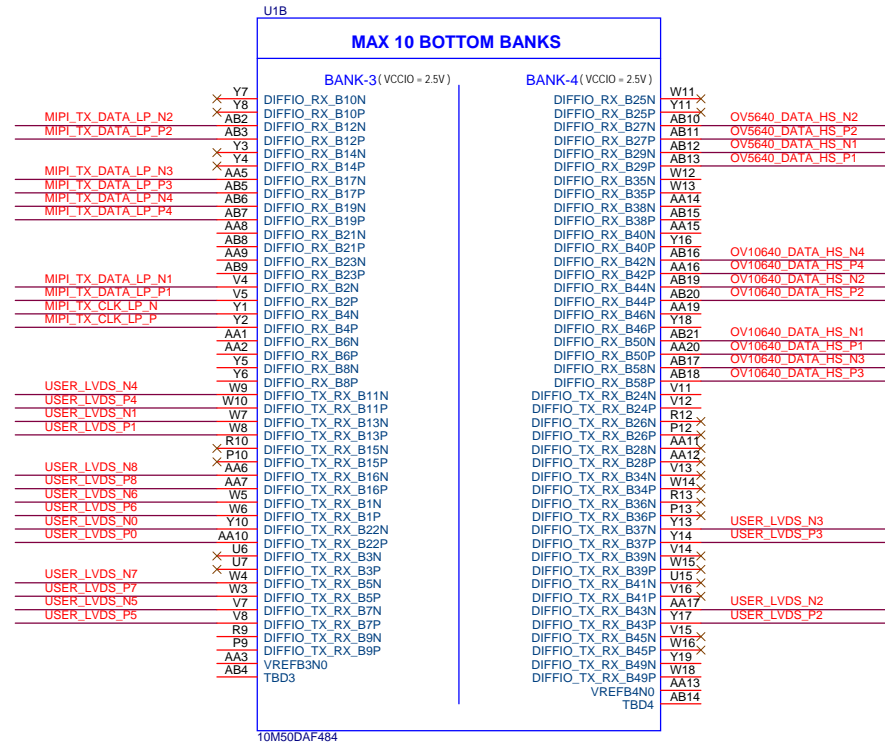 U1B
MAX 10 BOTTOM BANKS
BANK-3 ( VCCIO = 2.5V )
BANK-4 ( VCCIO = 2.5V )
Y7 DIFFIO_RX_B10N
Y8 DIFFIO_RX_B10P
MIPI_TX_DATA_LP_N2 AB2 DIFFIO_RX_B12N
MIPI_TX_DATA_LP_P2 AB3 DIFFIO_RX_B12P
Y3 DIFFIO_RX_B14N
Y4 DIFFIO_RX_B14P
MIPI_TX_DATA_LP_N3 AA5 DIFFIO_RX_B17N
MIPI_TX_DATA_LP_P3 AB5 DIFFIO_RX_B17P
MIPI_TX_DATA_LP_N4 AB6 DIFFIO_RX_B19N
MIPI_TX_DATA_LP_P4 AB7 DIFFIO_RX_B19P
AA8 DIFFIO_RX_B21N
AB8 DIFFIO_RX_B21P
AA9 DIFFIO_RX_B23N
AB9 DIFFIO_RX_B23P
MIPI_TX_DATA_LP_N1 V4 DIFFIO_RX_B2N
MIPI_TX_DATA_LP_P1 V5 DIFFIO_RX_B2P
MIPI_TX_CLK_LP_N Y1 DIFFIO_RX_B4N
MIPI_TX_CLK_LP_P Y2 DIFFIO_RX_B4P
AA1 DIFFIO_RX_B6N
AA2 DIFFIO_RX_B6P
Y5 DIFFIO_RX_B8N
Y6 DIFFIO_RX_B8P
USER_LVDS_N4 W9 DIFFIO_TX_RX_B11N
USER_LVDS_P4 W10 DIFFIO_TX_RX_B11P
USER_LVDS_N1 W7 DIFFIO_TX_RX_B13N
USER_LVDS_P1 W8 DIFFIO_TX_RX_B13P
R10 DIFFIO_TX_RX_B15N
P10 DIFFIO_TX_RX_B15P
USER_LVDS_N8 AA6 DIFFIO_TX_RX_B16N
USER_LVDS_P8 AA7 DIFFIO_TX_RX_B16P
USER_LVDS_N6 W5 DIFFIO_TX_RX_B1N
USER_LVDS_P6 W6 DIFFIO_TX_RX_B1P
USER_LVDS_N0 Y10 DIFFIO_TX_RX_B22N
USER_LVDS_P0 AA10 DIFFIO_TX_RX_B22P
U6 DIFFIO_TX_RX_B3N
U7 DIFFIO_TX_RX_B3P
USER_LVDS_N7 W4 DIFFIO_TX_RX_B5N
USER_LVDS_P7 W3 DIFFIO_TX_RX_B5P
USER_LVDS_N5 V7 DIFFIO_TX_RX_B7N
USER_LVDS_P5 V8 DIFFIO_TX_RX_B7P
R9 DIFFIO_TX_RX_B9N
P9 DIFFIO_TX_RX_B9P
AA3 VREFB3N0
AB4 TBD3
DIFFIO_RX_B25N W11
DIFFIO_RX_B25P Y11
DIFFIO_RX_B27N AB10 OV5640_DATA_HS_N2
DIFFIO_RX_B27P AB11 OV5640_DATA_HS_P2
DIFFIO_RX_B29N AB12 OV5640_DATA_HS_N1
DIFFIO_RX_B29P AB13 OV5640_DATA_HS_P1
DIFFIO_RX_B35N W12
DIFFIO_RX_B35P W13
DIFFIO_RX_B38N AA14
DIFFIO_RX_B38P AB15
DIFFIO_RX_B40N AA15
DIFFIO_RX_B40P Y16
DIFFIO_RX_B42N AB16 OV10640_DATA_HS_N4
DIFFIO_RX_B42P AA16 OV10640_DATA_HS_P4
DIFFIO_RX_B44N AB19 OV10640_DATA_HS_N2
DIFFIO_RX_B44P AB20 OV10640_DATA_HS_P2
DIFFIO_RX_B46N AA19
DIFFIO_RX_B46P Y18
DIFFIO_RX_B50N AB21 OV10640_DATA_HS_N1
DIFFIO_RX_B50P AA20 OV10640_DATA_HS_P1
DIFFIO_RX_B58N AB17 OV10640_DATA_HS_N3
DIFFIO_RX_B58P AB18 OV10640_DATA_HS_P3
DIFFIO_TX_RX_B24N V11
DIFFIO_TX_RX_B24P V12
DIFFIO_TX_RX_B26N R12
DIFFIO_TX_RX_B26P P12
DIFFIO_TX_RX_B28N AA11
DIFFIO_TX_RX_B28P AA12
DIFFIO_TX_RX_B34N V13
DIFFIO_TX_RX_B34P W14
DIFFIO_TX_RX_B36N R13
DIFFIO_TX_RX_B36P P13
DIFFIO_TX_RX_B37N Y13 USER_LVDS_N3
DIFFIO_TX_RX_B37P Y14 USER_LVDS_P3
DIFFIO_TX_RX_B39N V14
DIFFIO_TX_RX_B39P W15
DIFFIO_TX_RX_B41N U15
DIFFIO_TX_RX_B41P V16
DIFFIO_TX_RX_B43N AA17 USER_LVDS_N2
DIFFIO_TX_RX_B43P Y17 USER_LVDS_P2
DIFFIO_TX_RX_B45N V15
DIFFIO_TX_RX_B45P W16
DIFFIO_TX_RX_B49N Y19
DIFFIO_TX_RX_B49P W18
VREFB4N0 AA13
TBD4 AB14
10M50DAF484